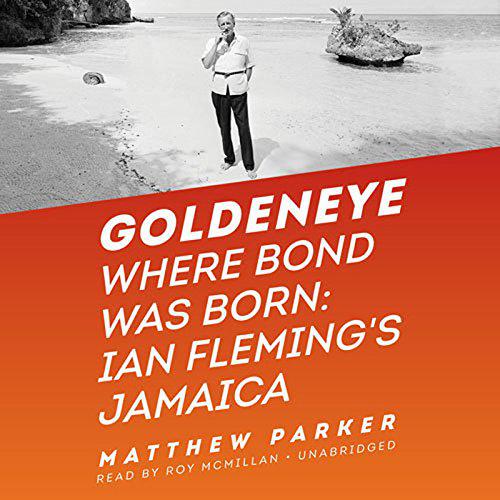 GOLDENEYE
WHERE BOND
WAS BORN:
IAN FLEMING'S
JAMAICA
MATTHEW PARKER
READ BY ROY MCMILLAN • UNABRIDGED